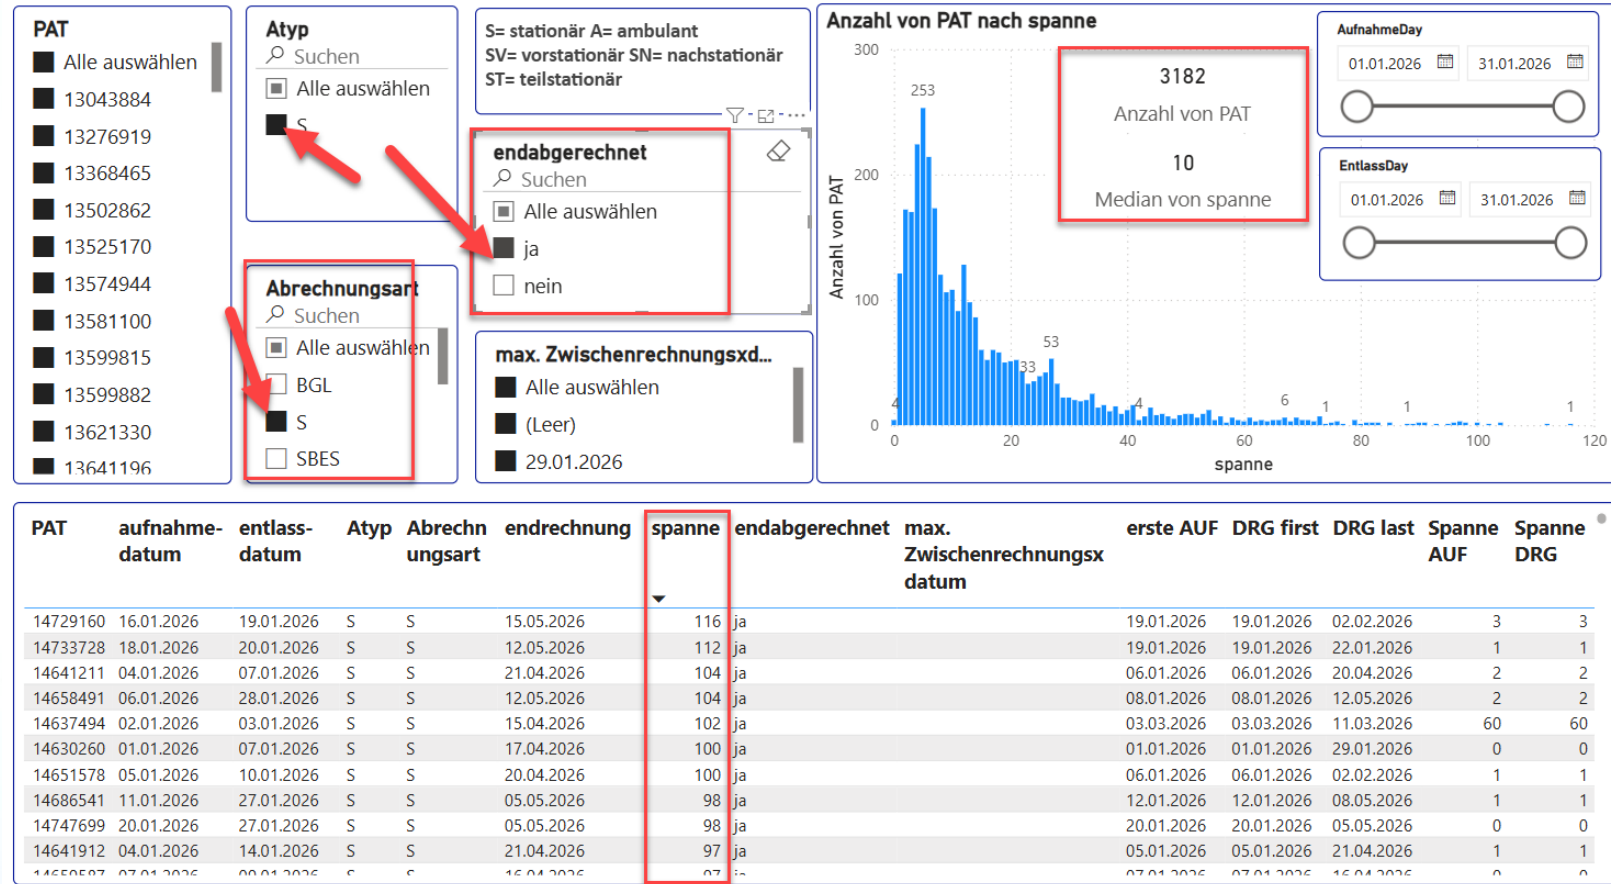 PAT
Alle auswählen
13043884
13276919
13368465
13502862
13525170
13574944
13581100
13599815
13599882
13621330
13641196
Atyp
Suchen
Alle auswählen
S
Abrechnungsart
Suchen
Alle auswählen
BGL
S
SBES
S= stationär A= ambulant
SV= vorstationär SN= nachstationär
ST= teilstationär
endabgerechnet
Suchen
Alle auswählen
ja
nein
max. Zwischenrechnungsxd...
Alle auswählen
(Leer)
29.01.2026
Anzahl von PAT nach spanne
Anzahl von PAT
300
200
100
0
4
253
33
53
4
6
1
1
1
0 20 40 60 80 100 120
spanne
3182
Anzahl von PAT
10
Median von spanne
AufnahmeDay
01.01.2026 31.01.2026
EntlassDay
01.01.2026 31.01.2026
PAT aufnahme- entlass- Atyp Abrechn endrechnung spanne endabgerechnet max. erste AUF DRG first DRG last Spanne Spanne
datum datum ungsart Zwischenrechnungsx AUF DRG
datum
14729160 16.01.2026 19.01.2026 S S 15.05.2026 116 ja 19.01.2026 19.01.2026 02.02.2026 3 3
14733728 18.01.2026 20.01.2026 S S 12.05.2026 112 ja 19.01.2026 19.01.2026 22.01.2026 1 1
14641211 04.01.2026 07.01.2026 S S 21.04.2026 104 ja 06.01.2026 06.01.2026 20.04.2026 2 2
14658491 06.01.2026 28.01.2026 S S 12.05.2026 104 ja 08.01.2026 08.01.2026 12.05.2026 2 2
14637494 02.01.2026 03.01.2026 S S 15.04.2026 102 ja 03.03.2026 03.03.2026 11.03.2026 60 60
14630260 01.01.2026 07.01.2026 S S 17.04.2026 100 ja 01.01.2026 01.01.2026 29.01.2026 0 0
14651578 05.01.2026 10.01.2026 S S 20.04.2026 100 ja 06.01.2026 06.01.2026 02.02.2026 1 1
14686541 11.01.2026 27.01.2026 S S 05.05.2026 98 ja 12.01.2026 12.01.2026 08.05.2026 1 1
14747699 20.01.2026 27.01.2026 S S 05.05.2026 98 ja 20.01.2026 20.01.2026 05.05.2026 0 0
14641912 04.01.2026 14.01.2026 S S 21.04.2026 97 ja 05.01.2026 05.01.2026 21.04.2026 1 1